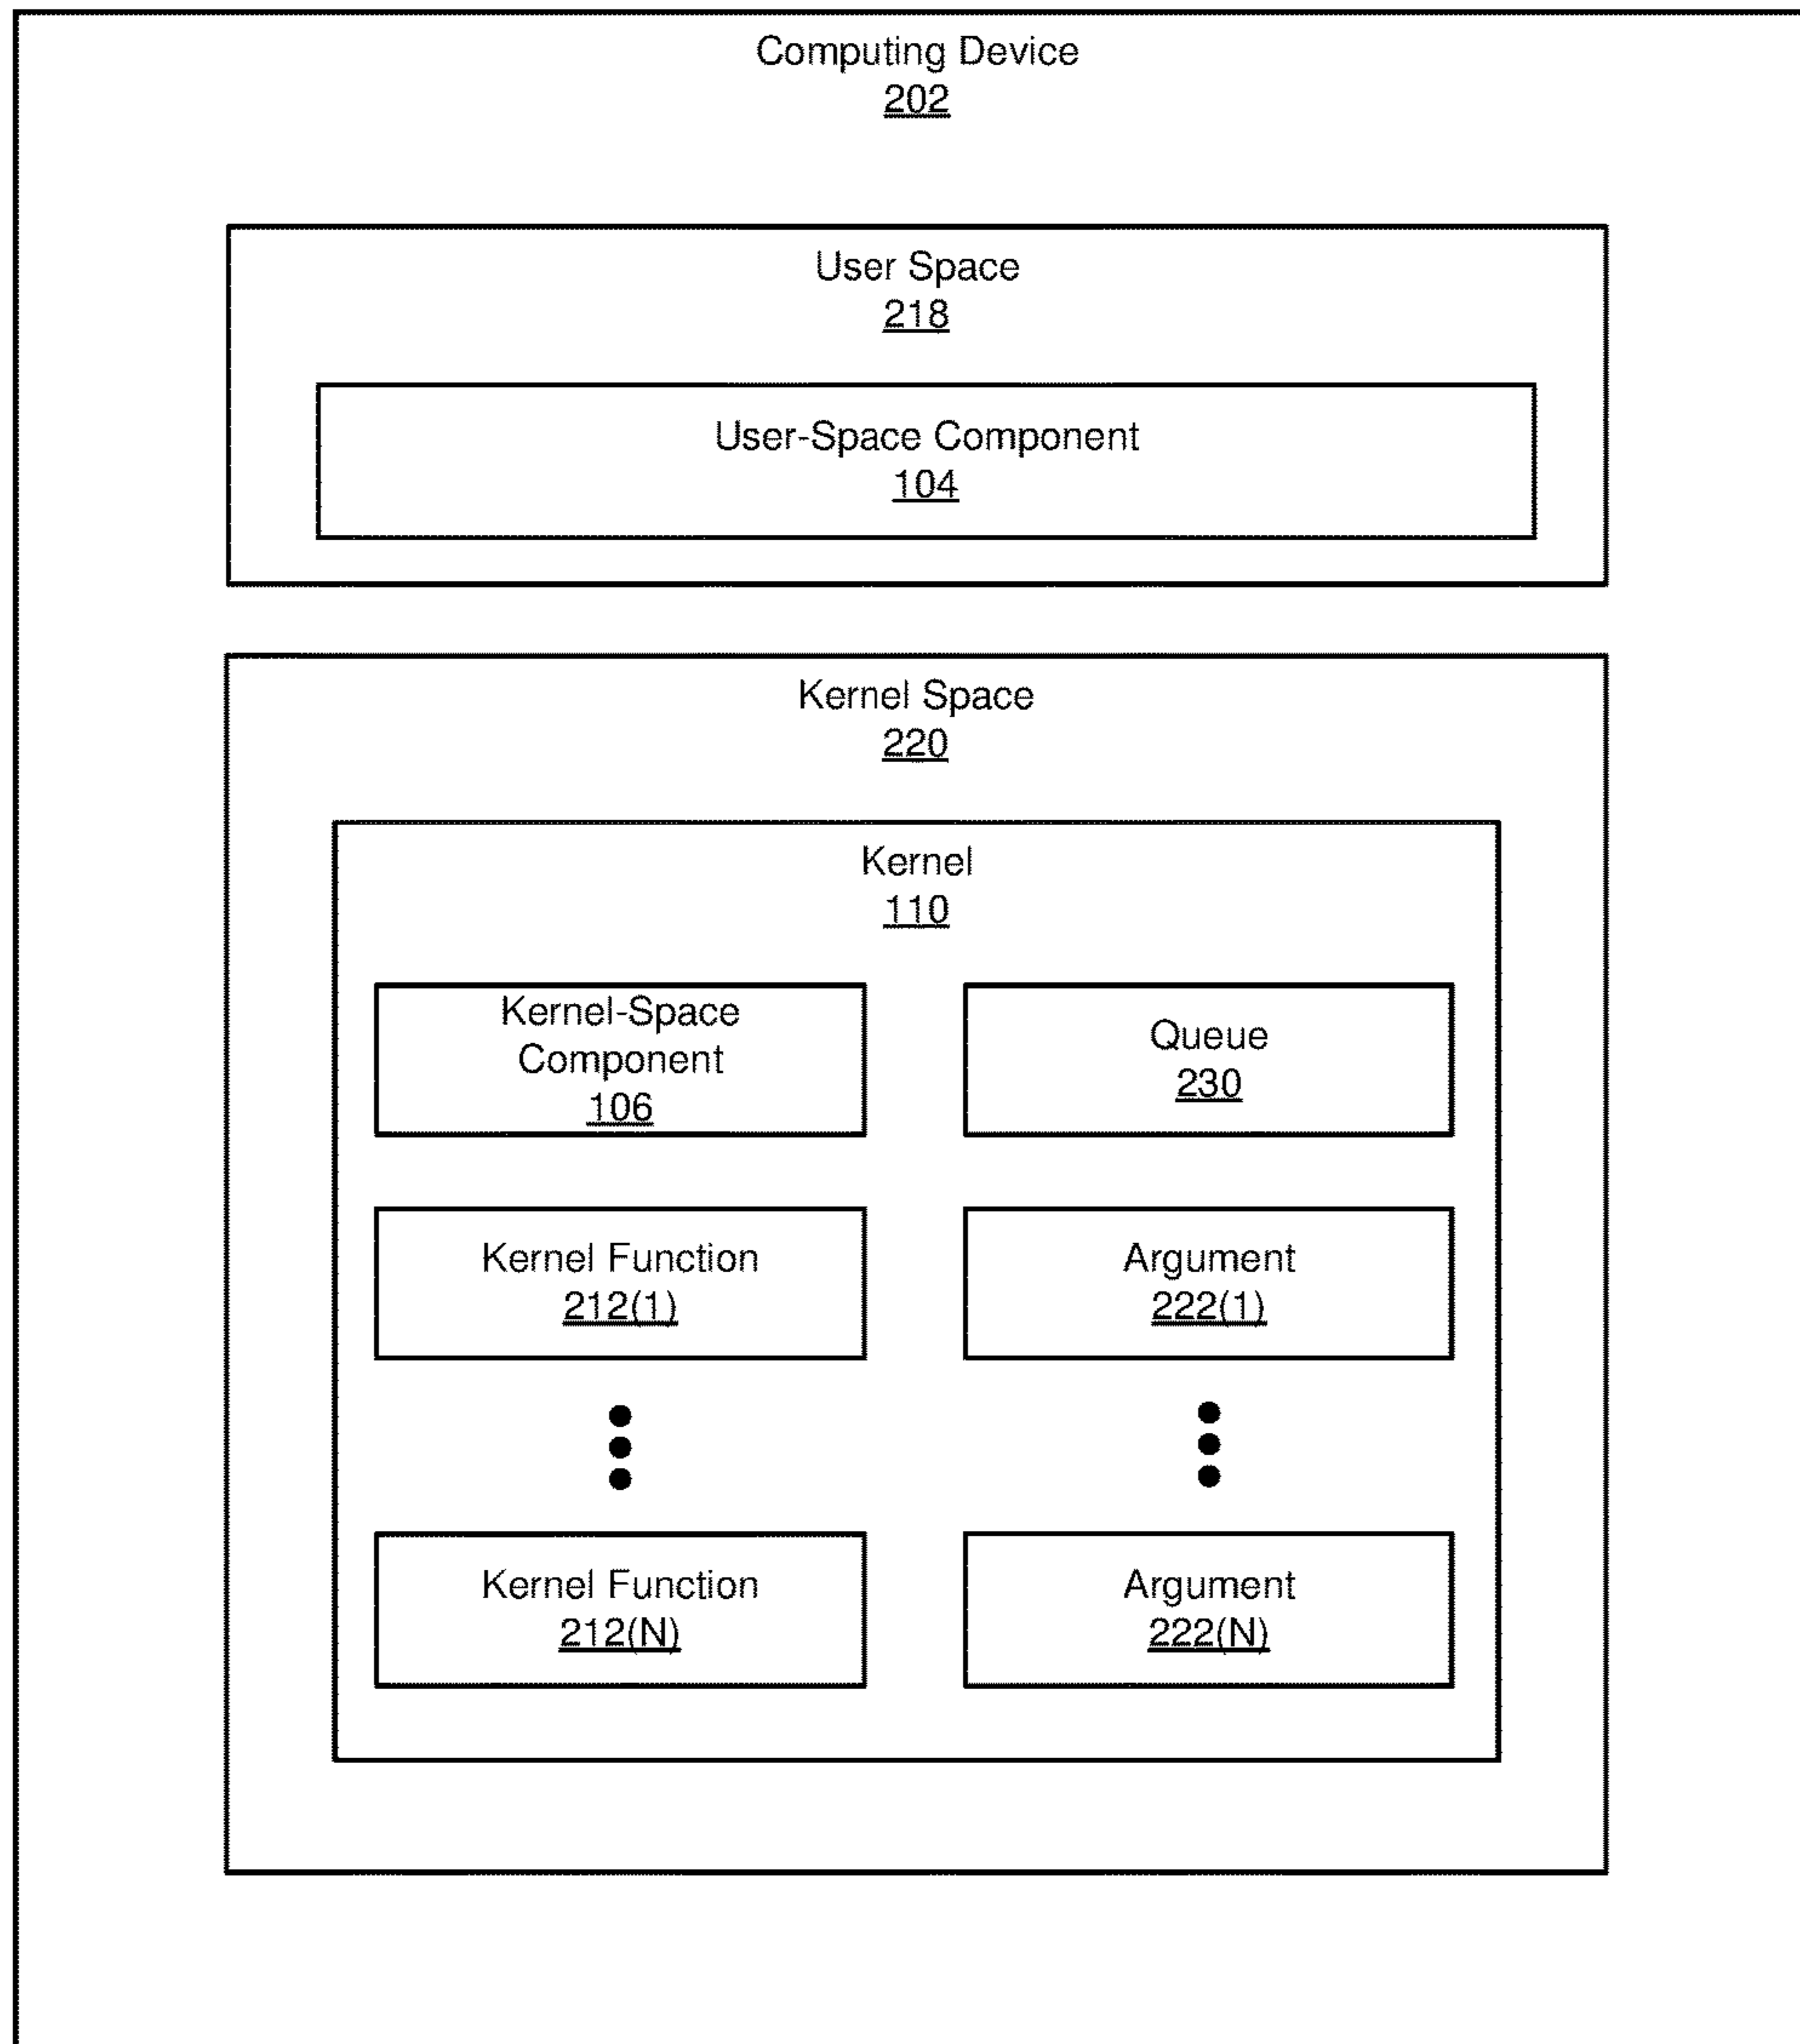 Computing Device
202
User Space
218
User-Space Component
104
Kernel Space
220
Kernel
110
Kernel-Space
Component
106
Queue
230
Kernel Function
212(1)
Argument
222(1)
Kernel Function
212(N)
Argument
222(N)